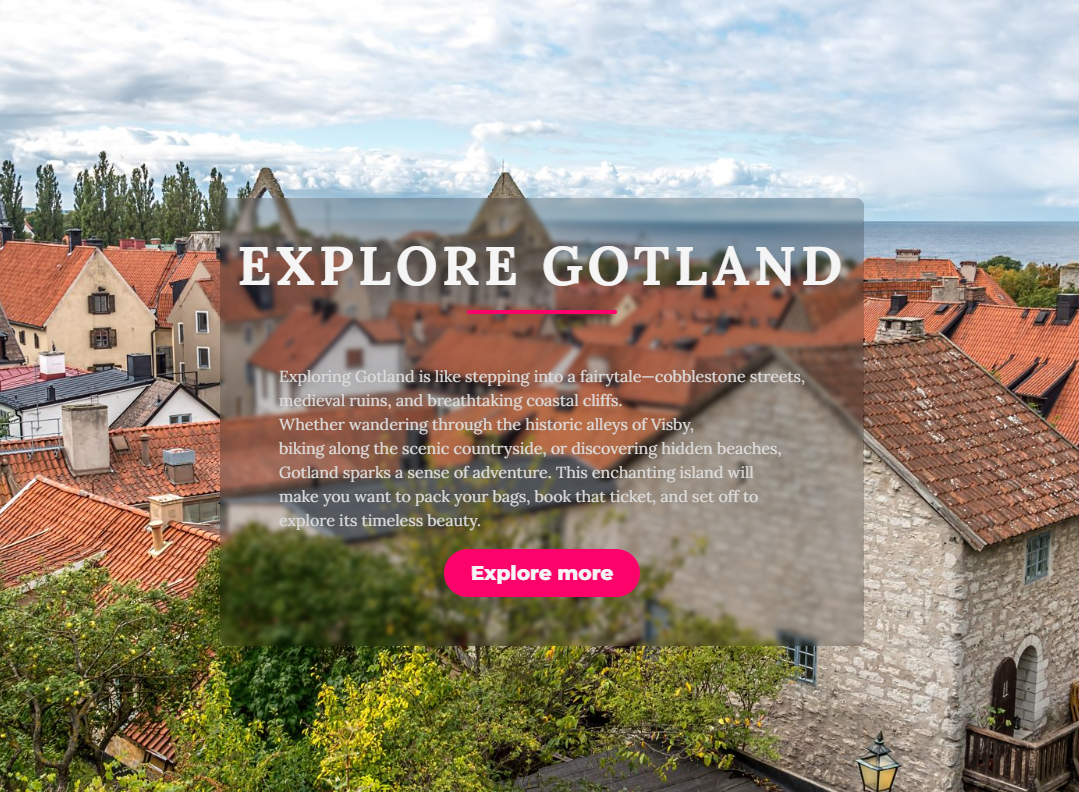 EXPLORE GOTLAND
Exploring Gotland is like stepping into a fairytale—cobblestone streets,
medieval ruins, and breathtaking coastal cliffs.
Whether wandering through the historic alleys of Visby,
biking along the scenic countryside, or discovering hidden beaches,
Gotland sparks a sense of adventure. This enchanting island will
make you want to pack your bags, book that ticket, and set off to
explore its timeless beauty.
Explore more